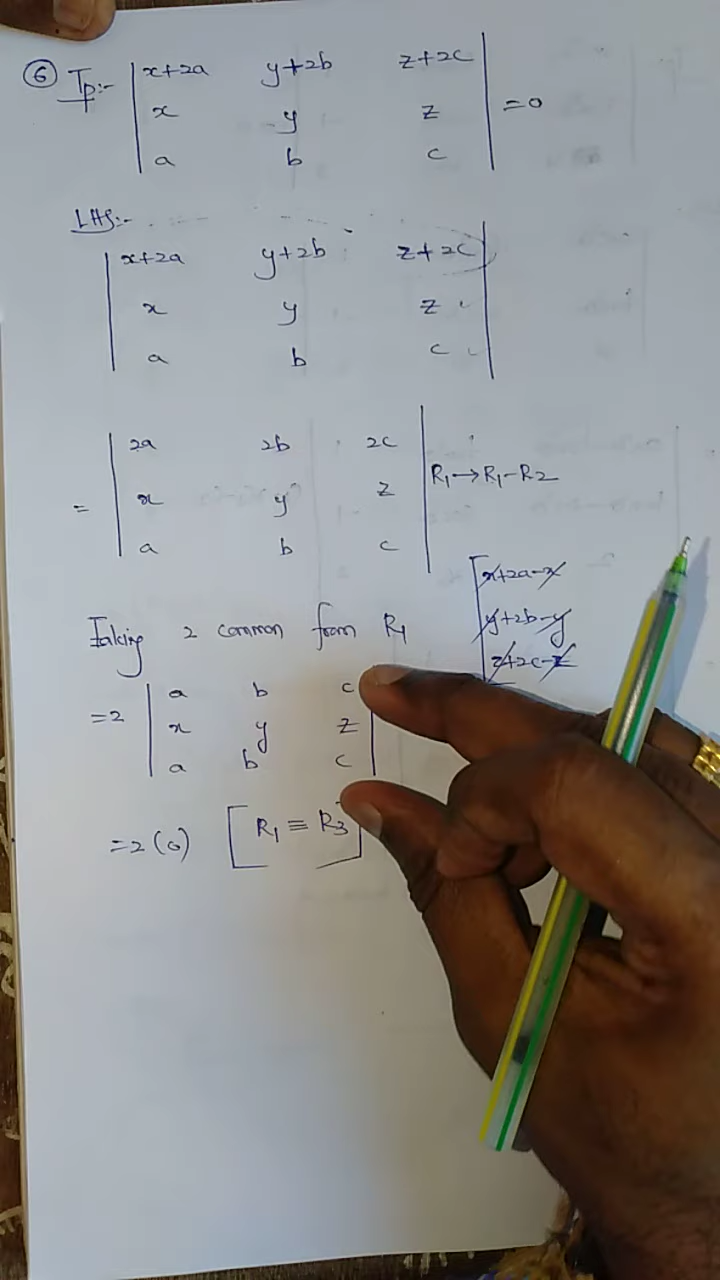 ⑥ Tp:- | x+2a y+2b z+2c |
| x y z | =0
| a b c |
LHS:-
| x+2a y+2b z+2c |
| x y z |
| a b c |
| 2a 2b 2c |
= | x y z | R₁→R₁-R2
| a b c |
x+2a-x
y+2b-y
z+2c-z
Taking 2 common from R₁
| a b c |
=2 | x y z |
| a b c |
=2(0) [R₁ ≡ R₃]